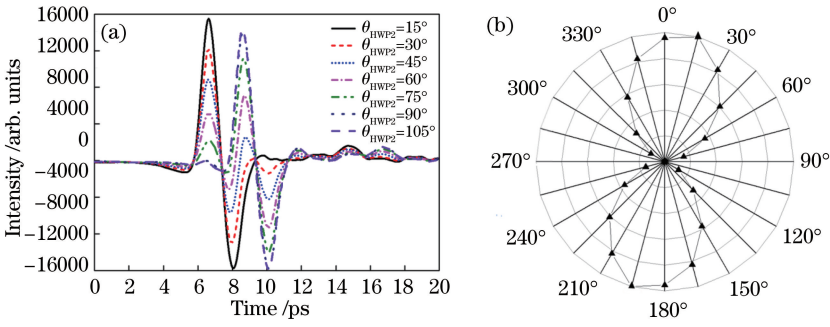 (a)
Intensity /arb. units
16000
12000
8000
4000
0
−4000
−8000
−12000
−16000
0 2 4 6 8 10 12 14 16 18 20
Time /ps
θHWP2=15°
θHWP2=30°
θHWP2=45°
θHWP2=60°
θHWP2=75°
θHWP2=90°
θHWP2=105°
(b)
0°
30°
60°
90°
120°
150°
180°
210°
240°
270°
300°
330°